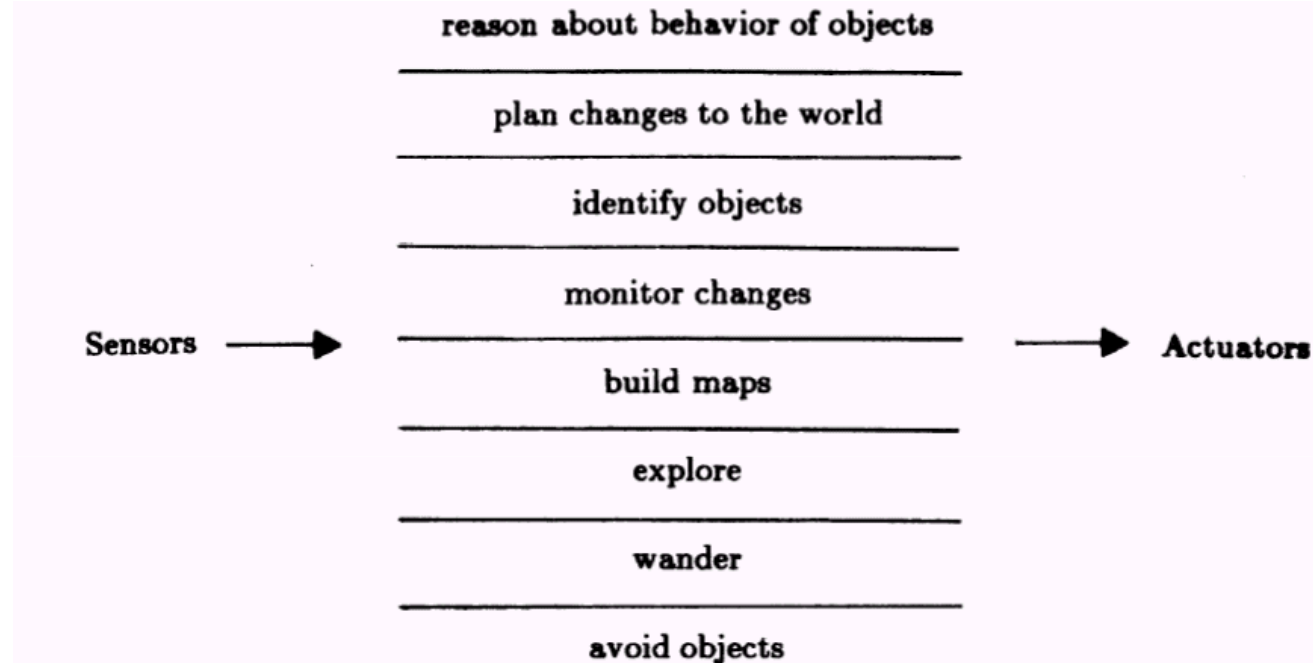 reason about behavior of objects
plan changes to the world
identify objects
monitor changes
Sensors
Actuators
build maps
explore
wander
avoid objects